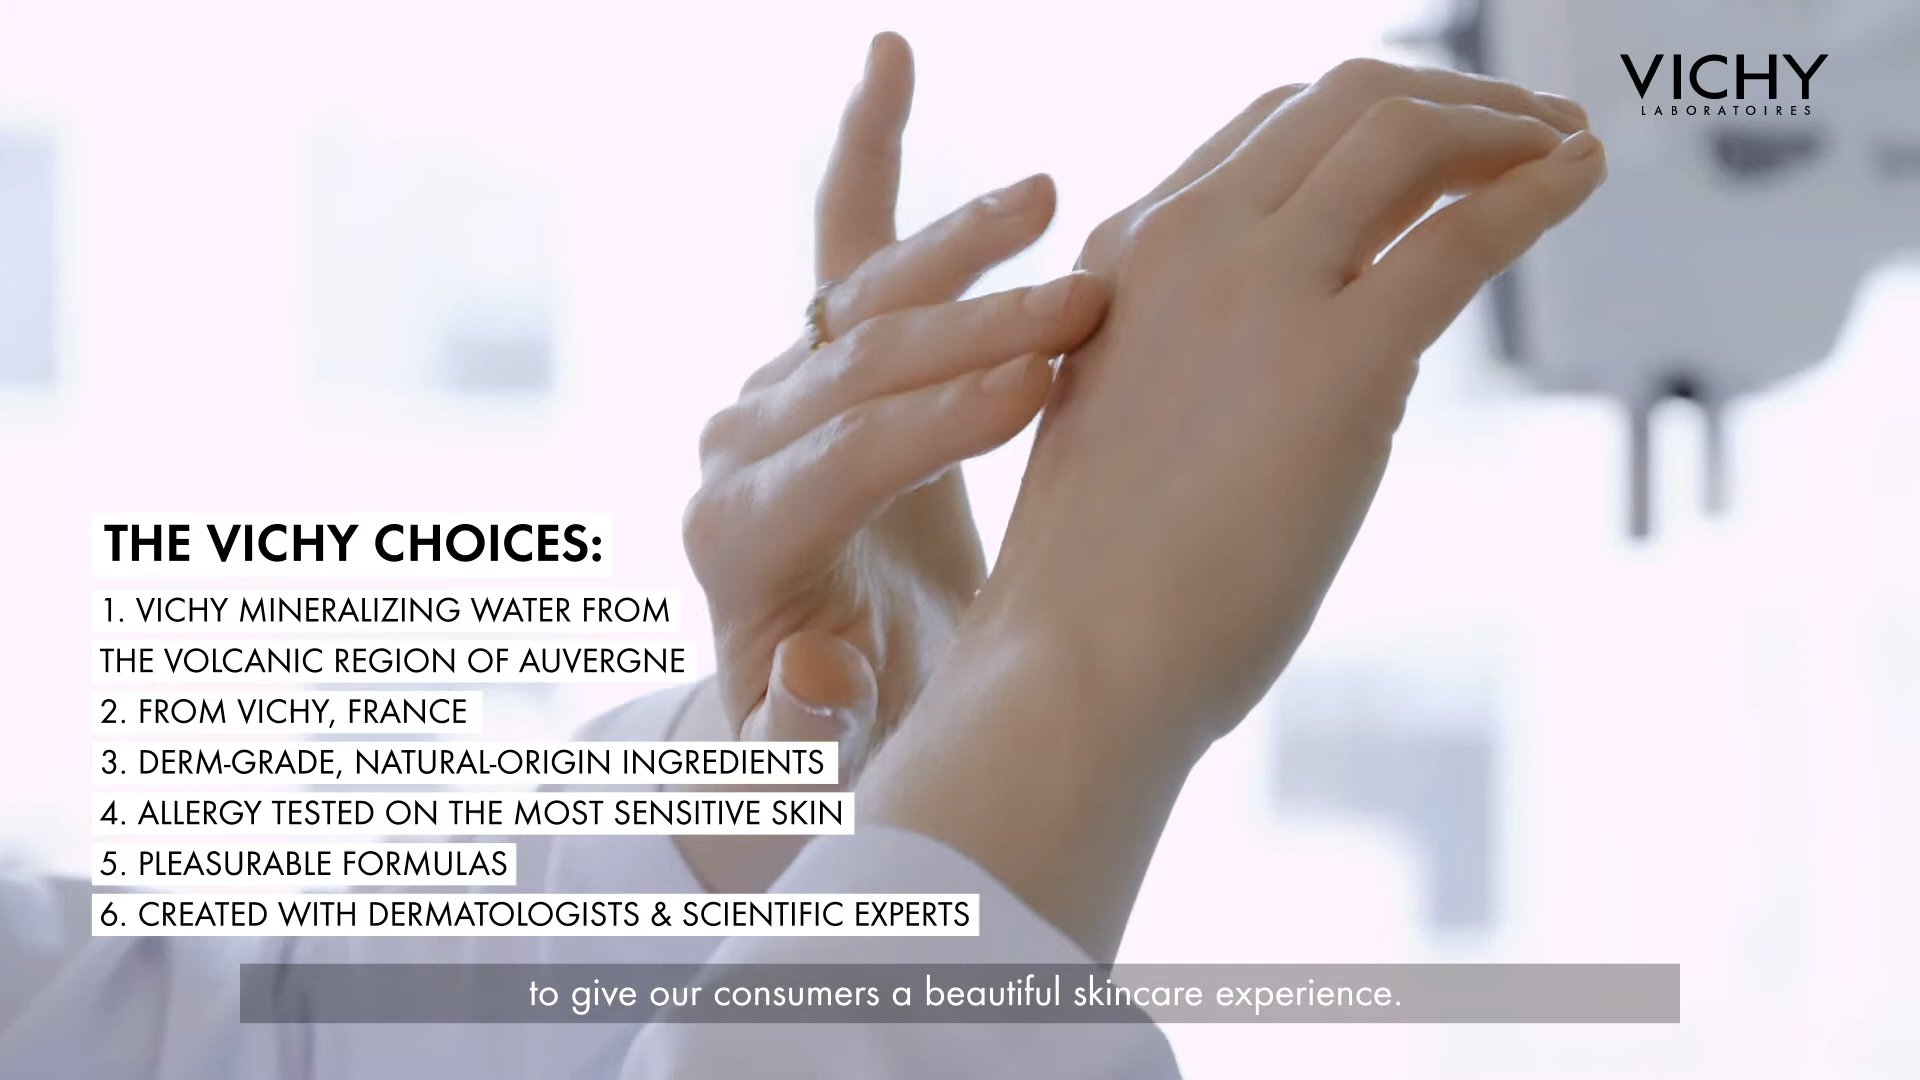 VICHY
LABORATOIRES
THE VICHY CHOICES:
1. VICHY MINERALIZING WATER FROM
THE VOLCANIC REGION OF AUVERGNE
2. FROM VICHY, FRANCE
3. DERM-GRADE, NATURAL-ORIGIN INGREDIENTS
4. ALLERGY TESTED ON THE MOST SENSITIVE SKIN
5. PLEASURABLE FORMULAS
6. CREATED WITH DERMATOLOGISTS & SCIENTIFIC EXPERTS
to give our consumers a beautiful skincare experience.